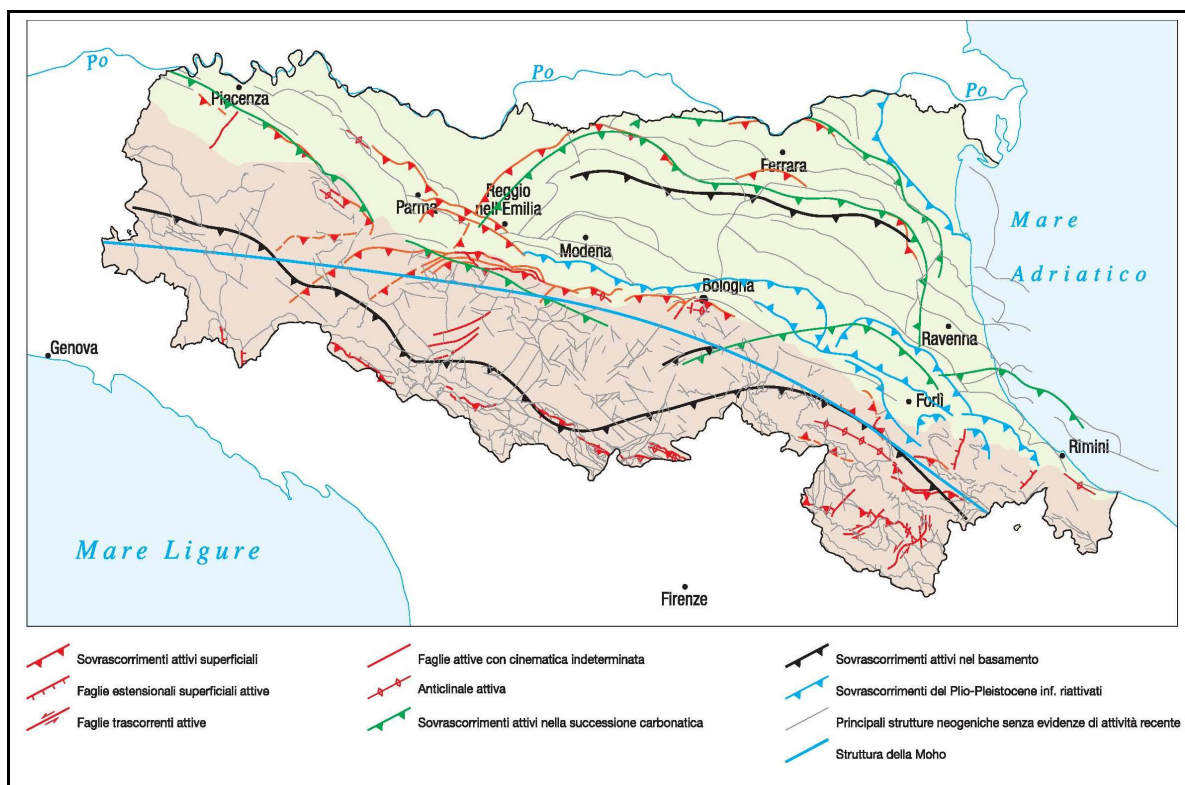 Po
Po
Po
Piacenza
Ferrara
Parma
Reggio
nell'Emilia
Modena
Mare
Adriatico
Bologna
Ravenna
Genova
Forlì
Rimini
Mare Ligure
Firenze
Sovrascorrimenti attivi superficiali
Faglie estensionali superficiali attive
Faglie trascorrenti attive
Faglie attive con cinematica indeterminata
Anticlinale attiva
Sovrascorrimenti attivi nella successione carbonatica
Sovrascorrimenti attivi nel basamento
Sovrascorrimenti del Plio-Pleistocene inf. riattivati
Principali strutture neogeniche senza evidenze di attività recente
Struttura della Moho